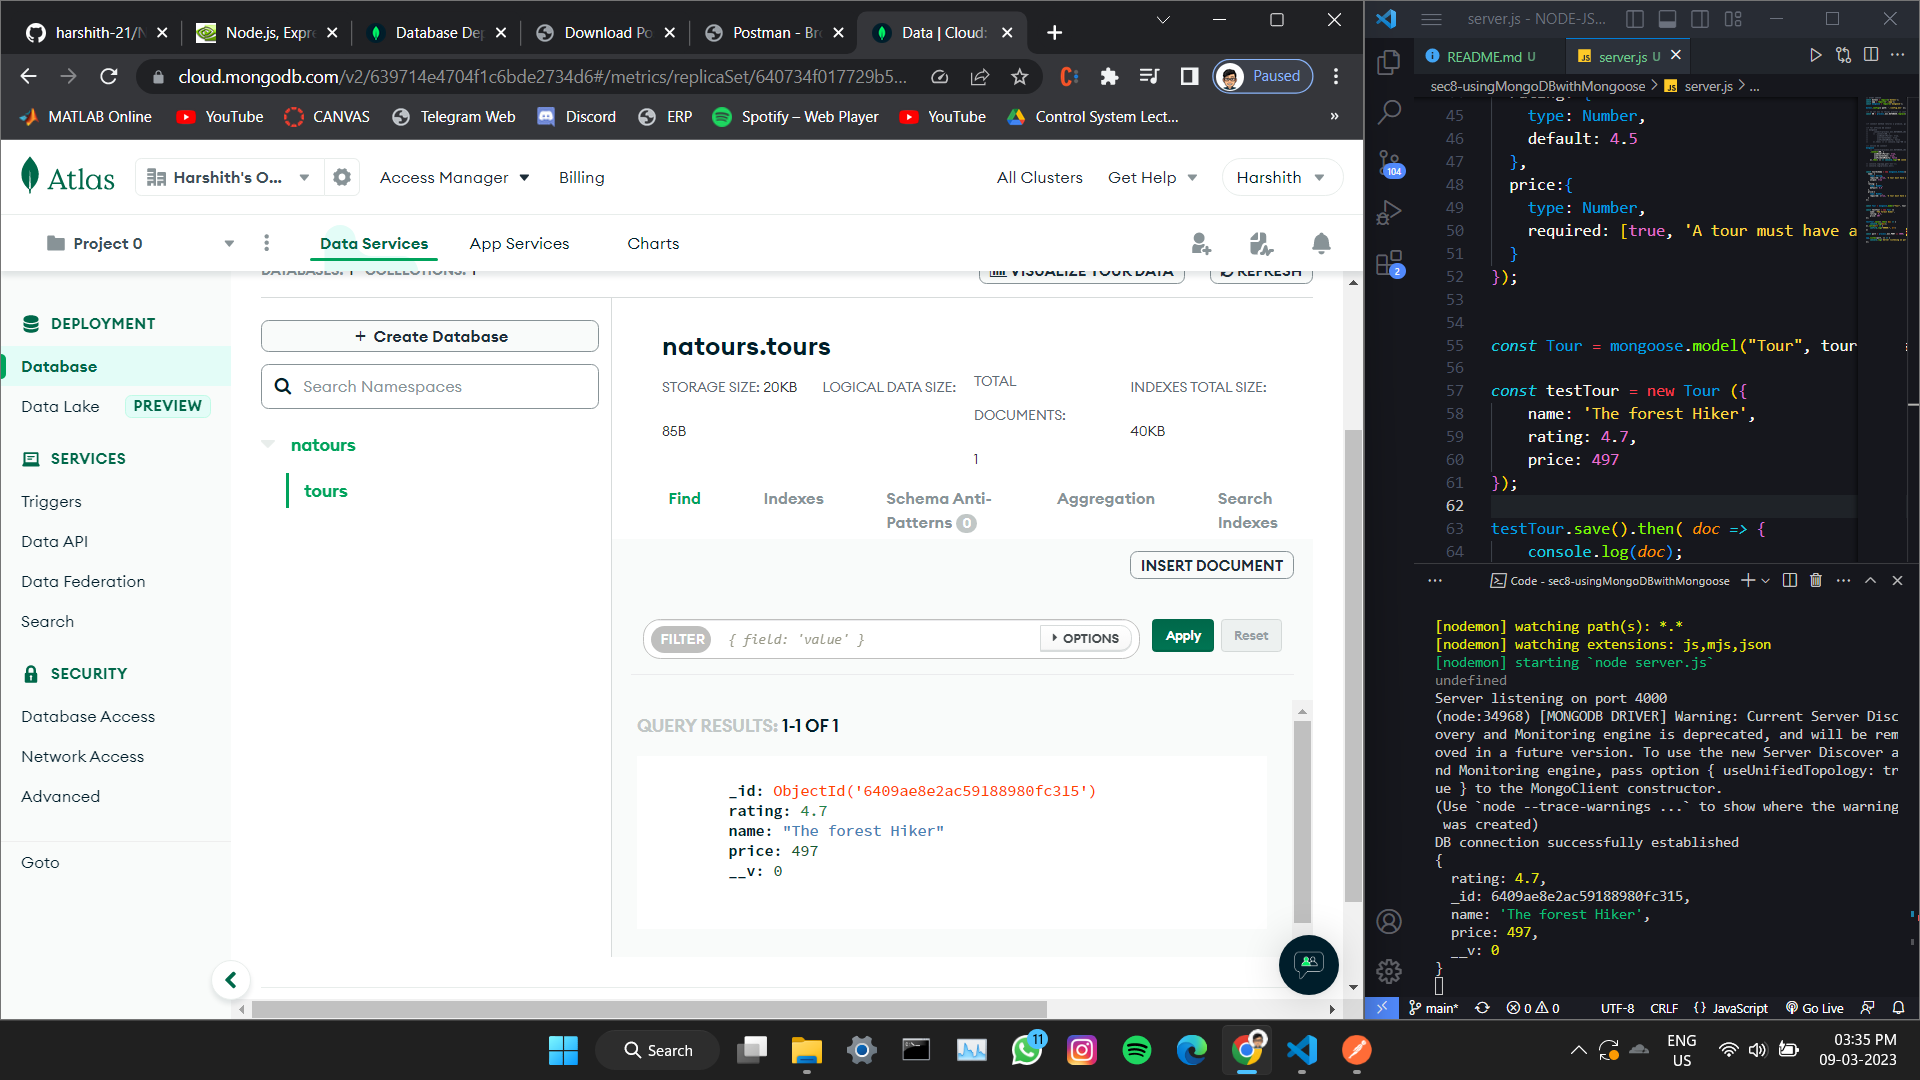 harshith-21/N
Node.js, Expre
Database Dep
Download Po
Postman - Bro
Data | Cloud:
cloud.mongodb.com/v2/639714e4704f1c6bde2734d6#/metrics/replicaSet/640734f017729b5...
Paused
MATLAB Online
YouTube
CANVAS
Telegram Web
Discord
ERP
Spotify – Web Player
YouTube
Control System Lect...
»
Atlas
Harshith's O...
Access Manager
Billing
All Clusters
Get Help
Harshith
Project 0
Data Services
App Services
Charts
DATABASES: 1 COLLECTIONS: 1
VISUALIZE YOUR DATA
REFRESH
DEPLOYMENT
Database
Data Lake
PREVIEW
SERVICES
Triggers
Data API
Data Federation
Search
SECURITY
Database Access
Network Access
Advanced
Goto
+ Create Database
Search Namespaces
natours
tours
natours.tours
STORAGE SIZE: 20KB
LOGICAL DATA SIZE:
85B
TOTAL
DOCUMENTS:
1
INDEXES TOTAL SIZE:
40KB
Find
Indexes
Schema Anti-
Patterns 0
Aggregation
Search
Indexes
INSERT DOCUMENT
FILTER
{ field: 'value' }
OPTIONS
Apply
Reset
QUERY RESULTS: 1-1 OF 1
_id: ObjectId('6409ae8e2ac59188980fc315')
rating: 4.7
name: "The forest Hiker"
price: 497
__v: 0
server.js - NODE-JS...
README.md U
server.js U
sec8-usingMongoDBwithMongoose > JS server.js > ...
104
2
45 type: Number,
46 default: 4.5
47 },
48 price:{
49 type: Number,
50 required: [true, 'A tour must have a
51 }
52 });
53
54
55 const Tour = mongoose.model("Tour", tour
56
57 const testTour = new Tour ({
58 name: 'The forest Hiker',
59 rating: 4.7,
60 price: 497
61 });
62
63 testTour.save().then( doc => {
64 console.log(doc);
Code - sec8-usingMongoDBwithMongoose
[nodemon] watching path(s): *.*
[nodemon] watching extensions: js,mjs,json
[nodemon] starting `node server.js`
undefined
Server listening on port 4000
(node:34968) [MONGODB DRIVER] Warning: Current Server Disc
overy and Monitoring engine is deprecated, and will be rem
oved in a future version. To use the new Server Discover a
nd Monitoring engine, pass option { useUnifiedTopology: tr
ue } to the MongoClient constructor.
(Use `node --trace-warnings ...` to show where the warning
was created)
DB connection successfully established
{
rating: 4.7,
_id: 6409ae8e2ac59188980fc315,
name: 'The forest Hiker',
price: 497,
__v: 0
}
main*
0
0
UTF-8
CRLF
{ } JavaScript
Go Live
Search
11
ENG
US
03:35 PM
09-03-2023